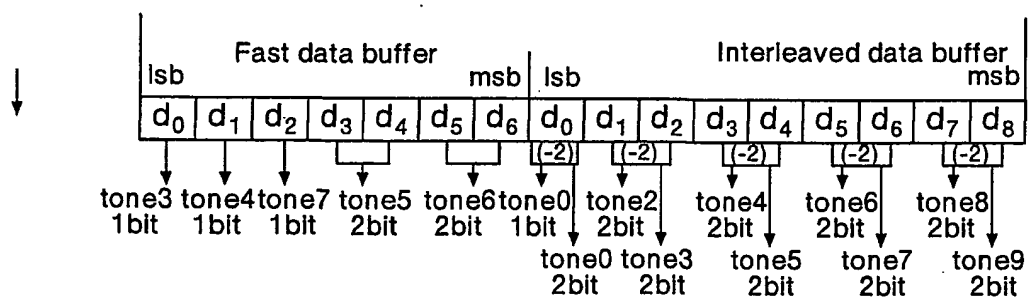 Fast data buffer Interleaved data buffer
lsb msb lsb msb
d0 d1 d2 d3 d4 d5 d6 d0 d1 d2 d3 d4 d5 d6 d7 d8
(-2) (-2) (-2) (-2) (-2)
tone3 tone4 tone7 tone5 tone6 tone0 tone2 tone4 tone6 tone8
1bit 1bit 1bit 2bit 2bit 1bit 2bit 2bit 2bit 2bit
tone0 tone3 tone5 tone7 tone9
2bit 2bit 2bit 2bit 2bit